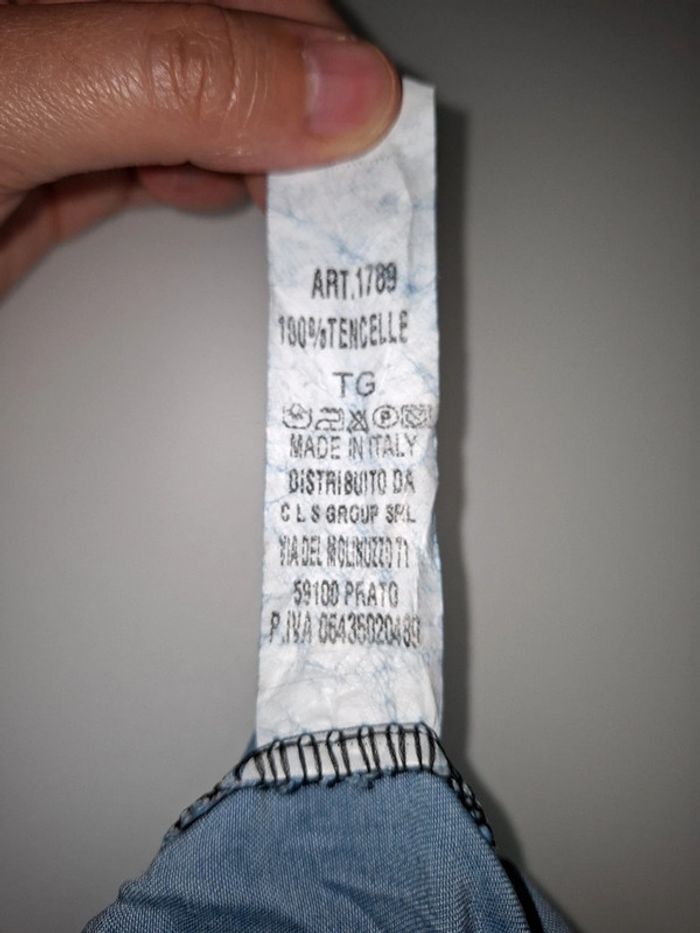 ART.1789
100%TENCELLE
TG
P
MADE IN ITALY
DISTRIBUITO DA
C L S GROUP SRL
VIA DEL MOLINUZZO 71
59100 PRATO
P.IVA 06435020480